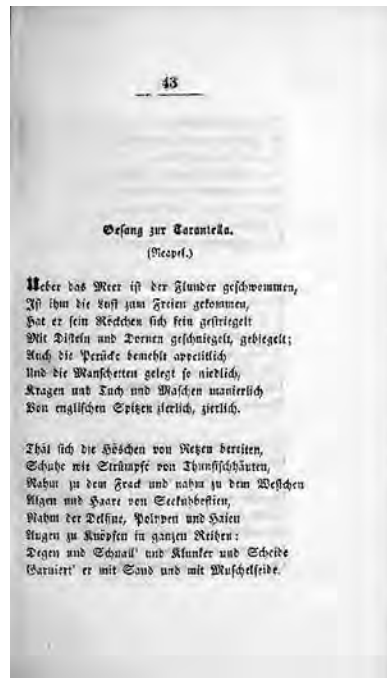 43
Gesang zur Tarantella.
(Neapel.)
Ueber das Meer ist der Flunder geschwommen,
Ist ihm die Lust zum Freien gekommen,
Hat er sein Röckchen sich fein gestriegelt
Mit Disteln und Dornen geschniegelt, gebiegelt;
Auch die Perücke bemehlt appetitlich
Und die Manschetten gelegt so niedlich,
Kragen und Tuch und Maschen manierlich
Von englischen Spitzen zierlich, zierlich.
Thät sich die Höschen von Netzen bereiten,
Schuhe wie Strümpfe von Thunfischhäuten,
Nahm zu dem Frack und nahm zu dem Westchen
Algen und Haare von Seekuhbestien,
Nahm der Delfine, Polypen und Haien
Augen zu Knöpfen in ganzen Reihen:
Degen und Schnall' und Klunker und Scheide
Garniert' er mit Sand und mit Muschelseide.